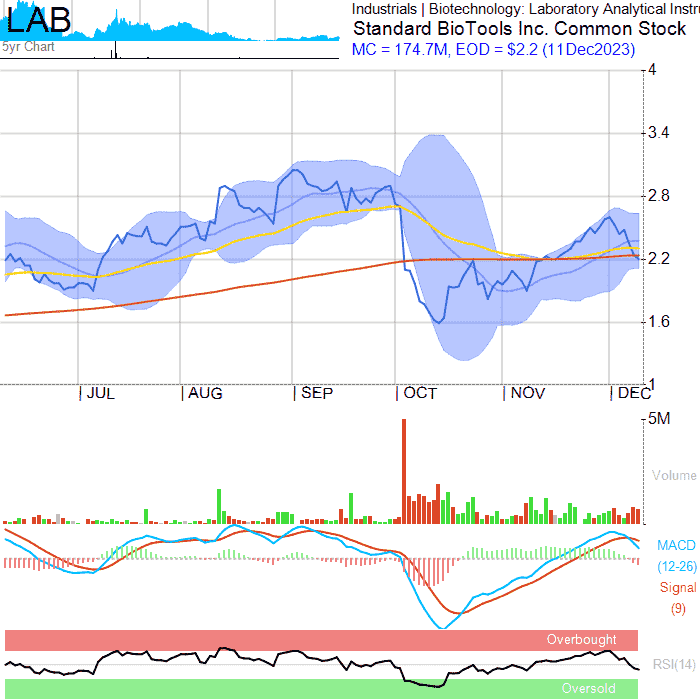 LAB
5yr Chart
Industrials | Biotechnology: Laboratory Analytical Instru
Standard BioTools Inc. Common Stock
MC = 174.7M, EOD = $2.2 (11Dec2023)
4
3.4
2.8
2.2
1.6
1
JUL
AUG
SEP
OCT
NOV
DEC
5M
Volume
MACD
(12-26)
Signal
(9)
Overbought
RSI(14)
Oversold